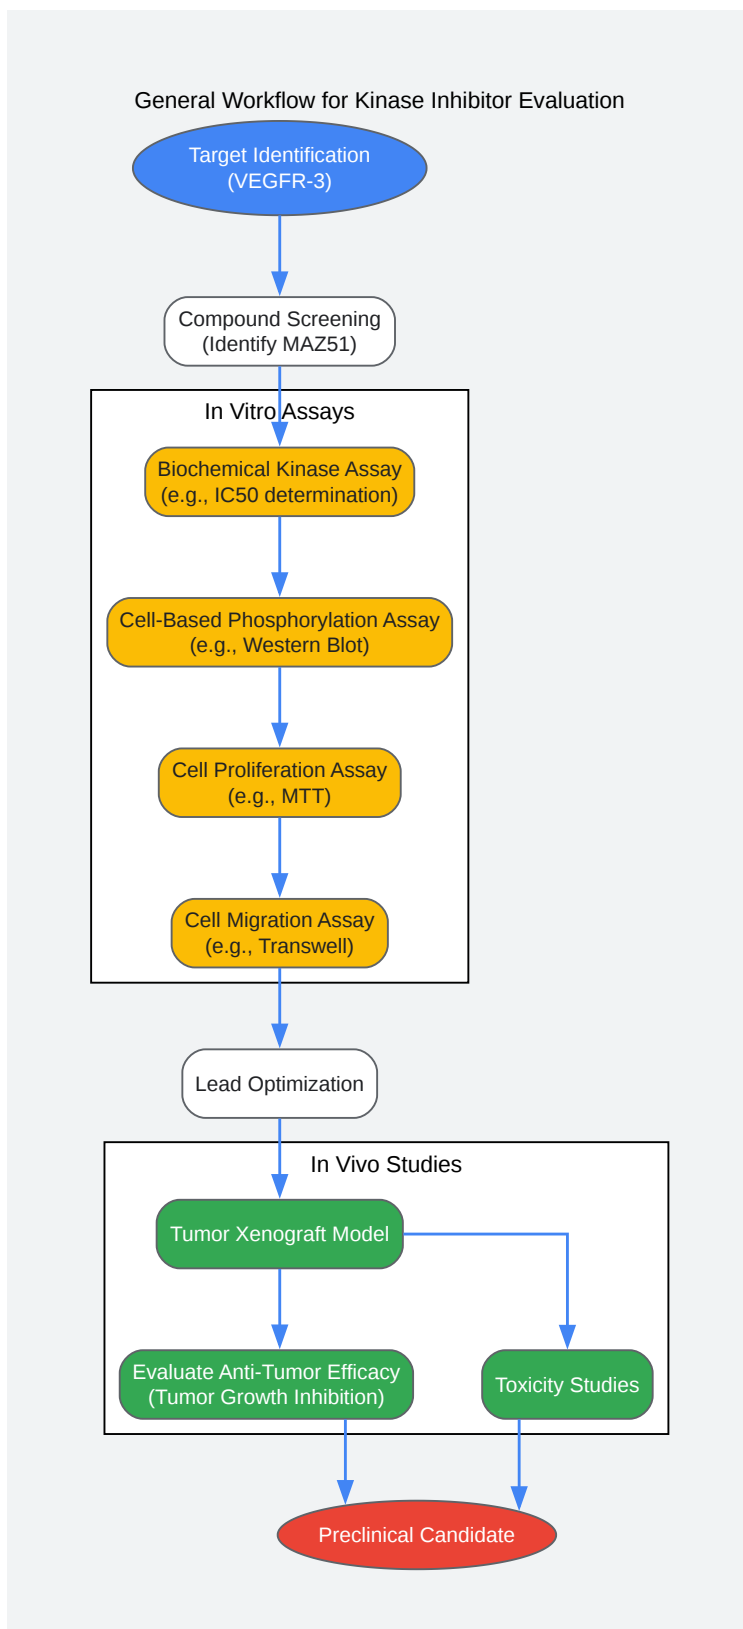 General Workflow for Kinase Inhibitor Evaluation
Target Identification
(VEGFR-3)
Compound Screening
(Identify MAZ51)
In Vitro Assays
Biochemical Kinase Assay
(e.g., IC50 determination)
Cell-Based Phosphorylation Assay
(e.g., Western Blot)
Cell Proliferation Assay
(e.g., MTT)
Cell Migration Assay
(e.g., Transwell)
Lead Optimization
In Vivo Studies
Tumor Xenograft Model
Evaluate Anti-Tumor Efficacy
(Tumor Growth Inhibition)
Toxicity Studies
Preclinical Candidate